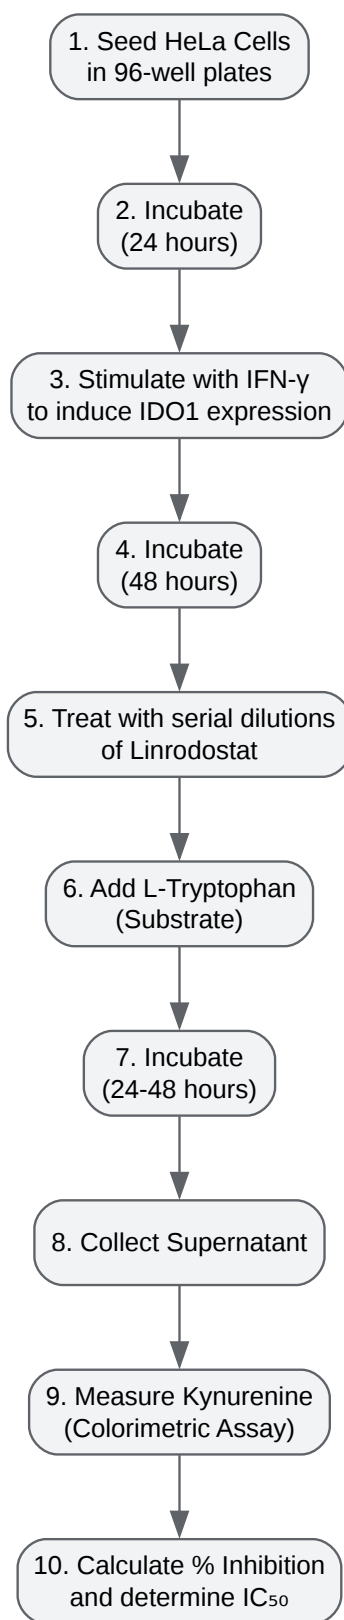 1. Seed HeLa Cells
in 96-well plates
2. Incubate
(24 hours)
3. Stimulate with IFN-γ
to induce IDO1 expression
4. Incubate
(48 hours)
5. Treat with serial dilutions
of Linrodostat
6. Add L-Tryptophan
(Substrate)
7. Incubate
(24-48 hours)
8. Collect Supernatant
9. Measure Kynurenine
(Colorimetric Assay)
10. Calculate % Inhibition
and determine IC₅₀